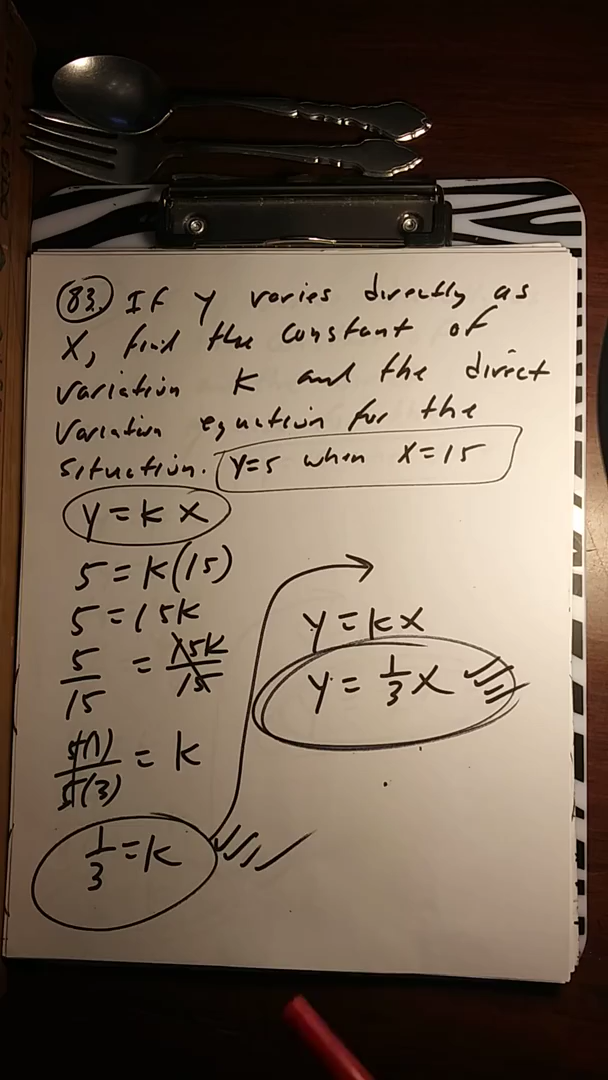 83. If y varies directly as
x, find the constant of
variation k and the direct
variation equation for the
situation. y=5 when x=15
y=kx
5=k(15)
5=15k
5/15 = 15k/15
5(1)/5(3) = k
1/3=k
y=kx
y=1/3x